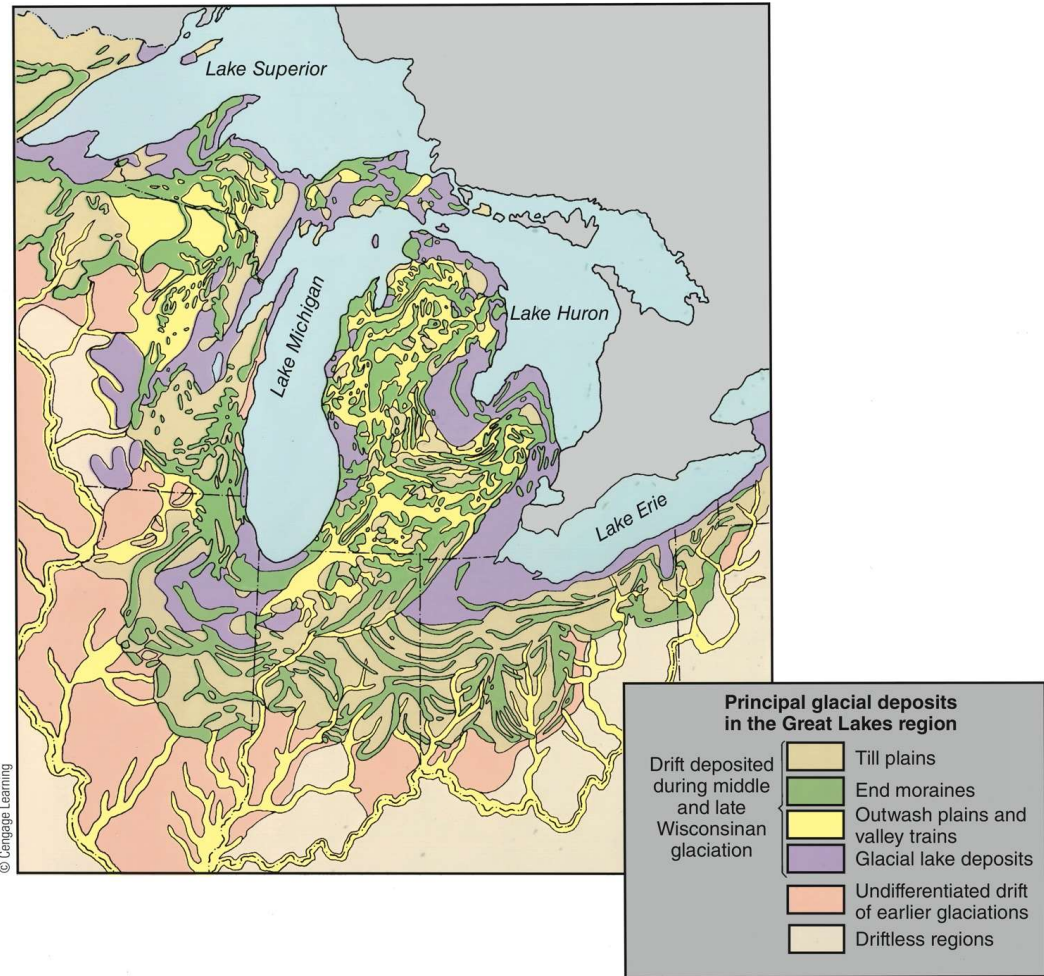 Lake Superior
Lake Michigan
Lake Huron
Lake Erie
© Cengage Learning
Principal glacial deposits
in the Great Lakes region
Drift deposited
during middle
and late
Wisconsinan
glaciation
Till plains
End moraines
Outwash plains and
valley trains
Glacial lake deposits
Undifferentiated drift
of earlier glaciations
Driftless regions